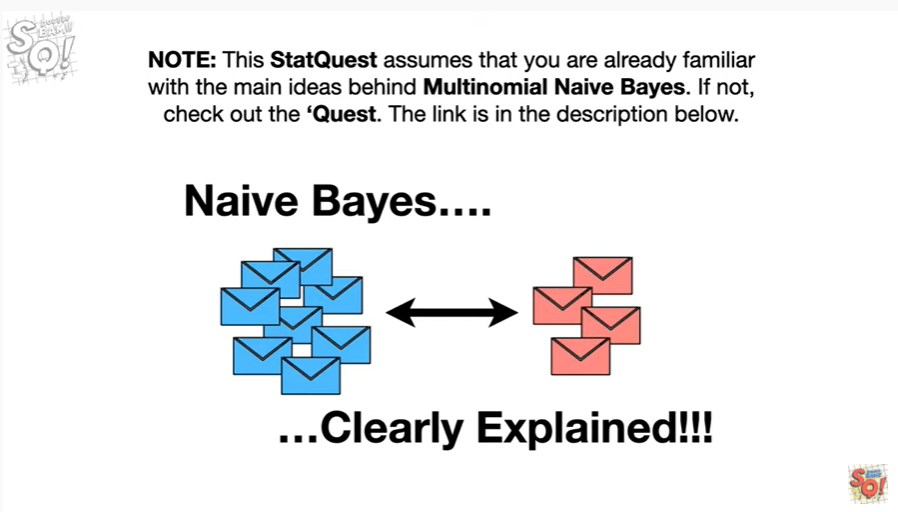 NOTE: This StatQuest assumes that you are already familiar
with the main ideas behind Multinomial Naive Bayes. If not,
check out the ‘Quest. The link is in the description below.
Naive Bayes....
...Clearly Explained!!!
SQ!